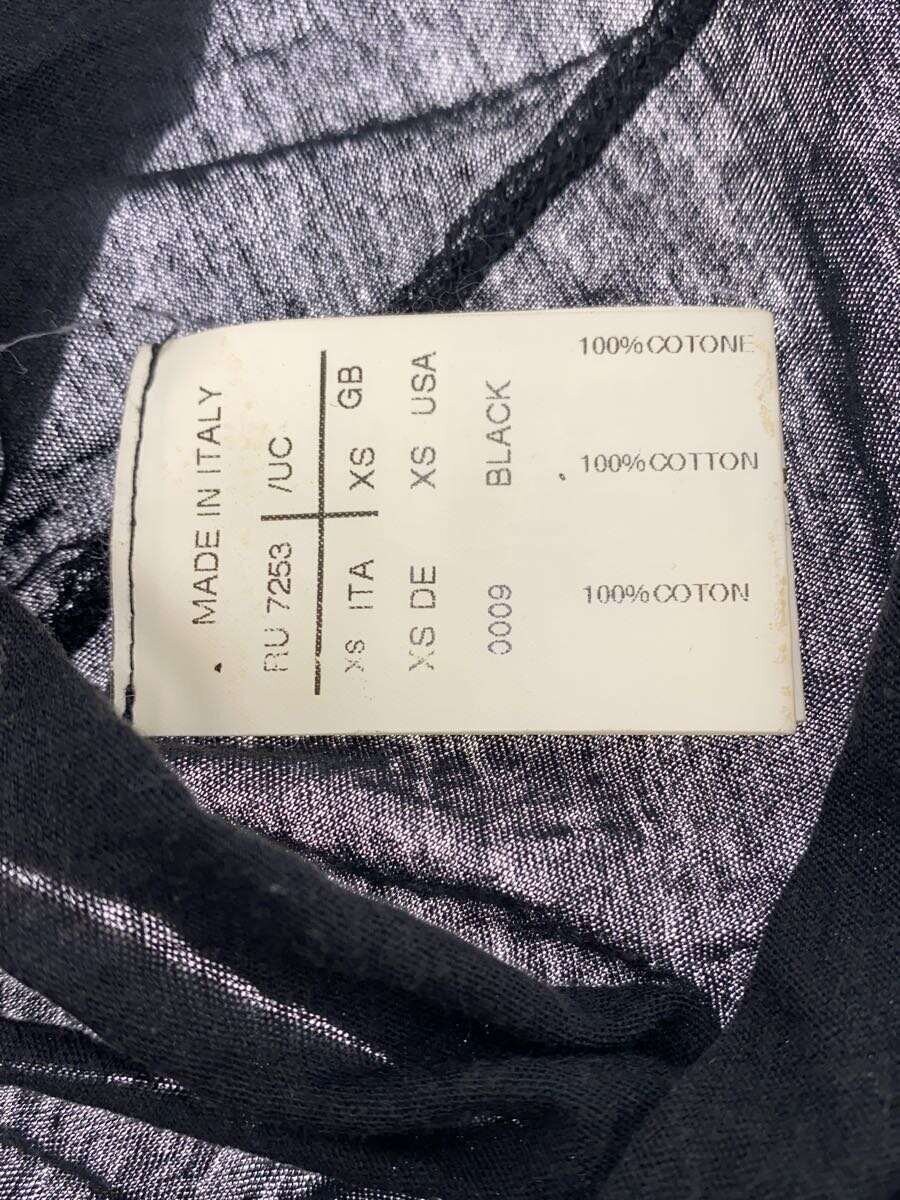 MADE IN ITALY
RU 7253 /UC
XS ITA XS GB
XS DE XS USA
0009 BLACK
100%COTONE
100%COTTON
100%COTON